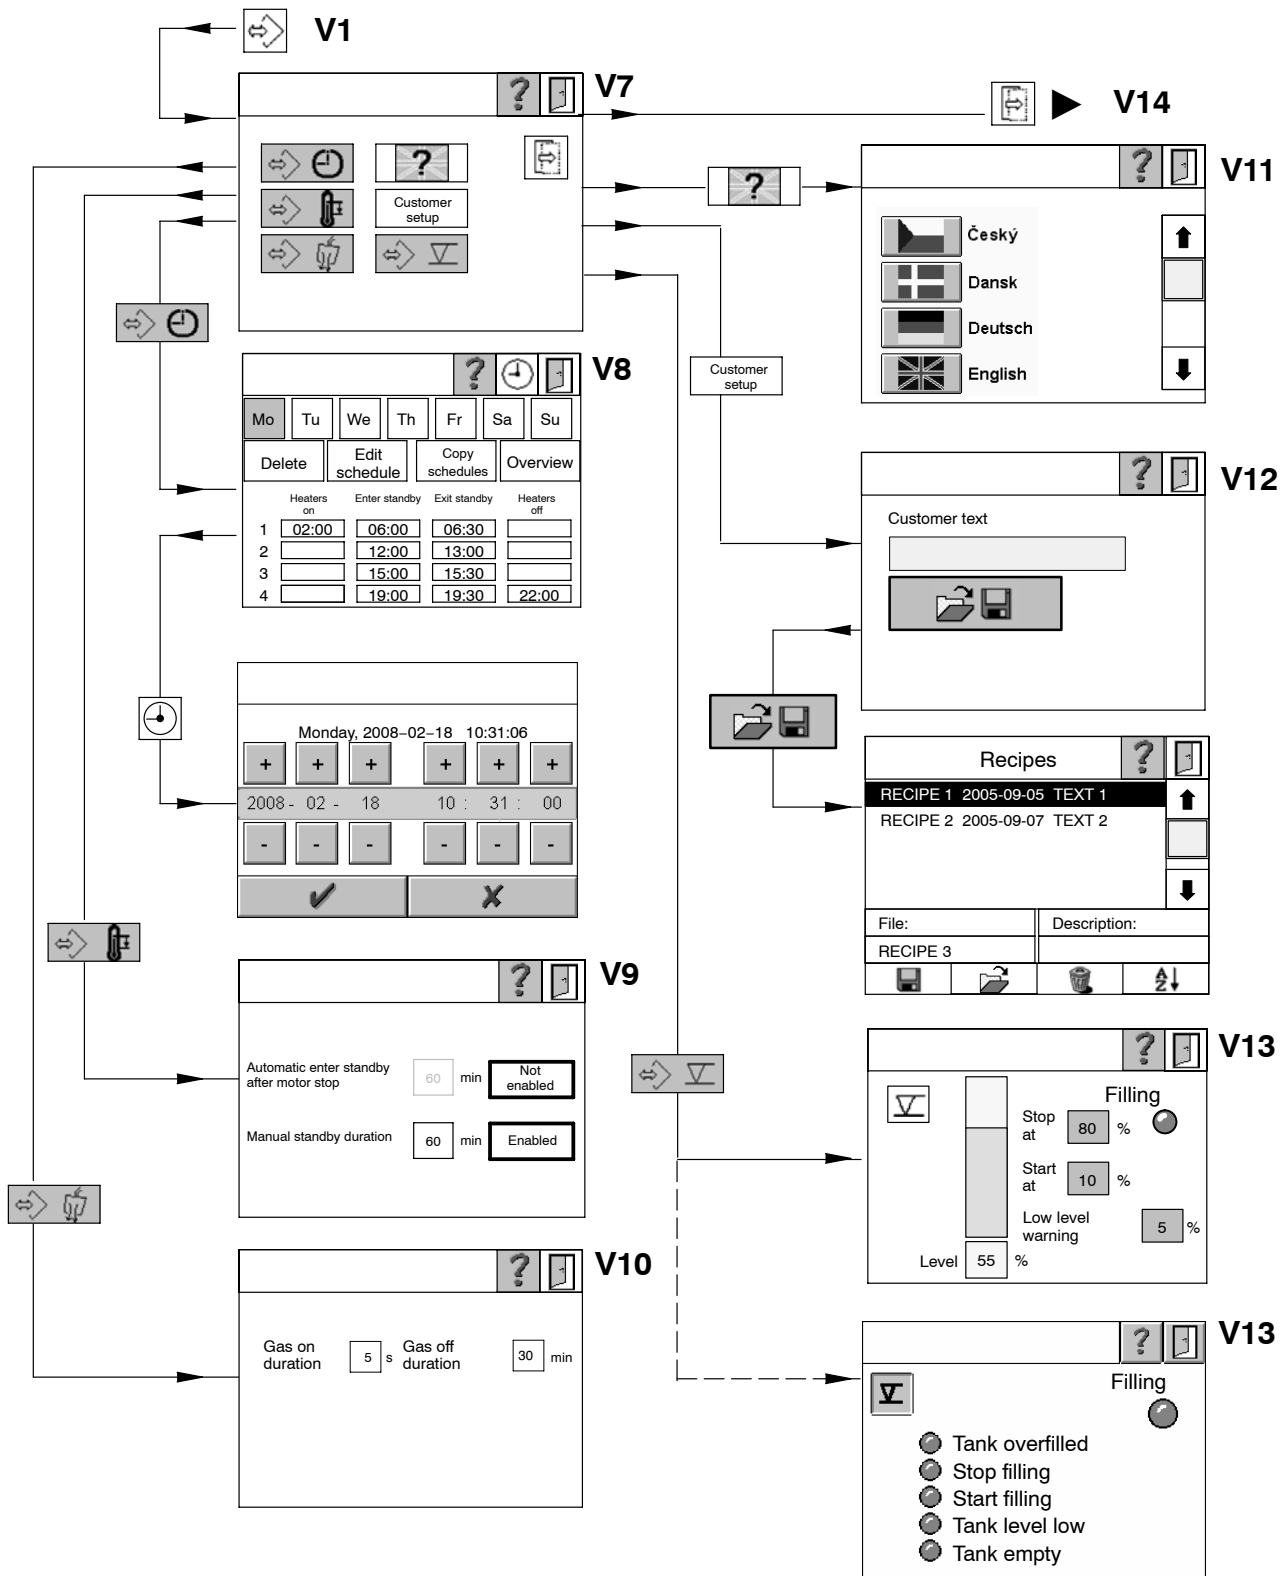 V1
V7
V14
Customer
setup
V11
Český
Dansk
Deutsch
English
Customer
setup
V8
Mo Tu We Th Fr Sa Su
Delete Edit schedule Copy schedules Overview
Heaters on Enter standby Exit standby Heaters off
1 02:00 06:00 06:30
2 12:00 13:00
3 15:00 15:30
4 19:00 19:30 22:00
V12
Customer text
Monday, 2008-02-18 10:31:06
+ + + + + +
2008 - 02 - 18 10 : 31 : 00
- - - - - -
Recipes
RECIPE 1 2005-09-05 TEXT 1
RECIPE 2 2005-09-07 TEXT 2
File: Description:
RECIPE 3
V9
Automatic enter standby
after motor stop
60 min Not enabled
Manual standby duration 60 min Enabled
V13
Filling
Stop at 80 %
Start at 10 %
Low level warning 5 %
Level 55 %
V10
Gas on duration 5 s Gas off duration 30 min
V13
Filling
Tank overfilled
Stop filling
Start filling
Tank level low
Tank empty